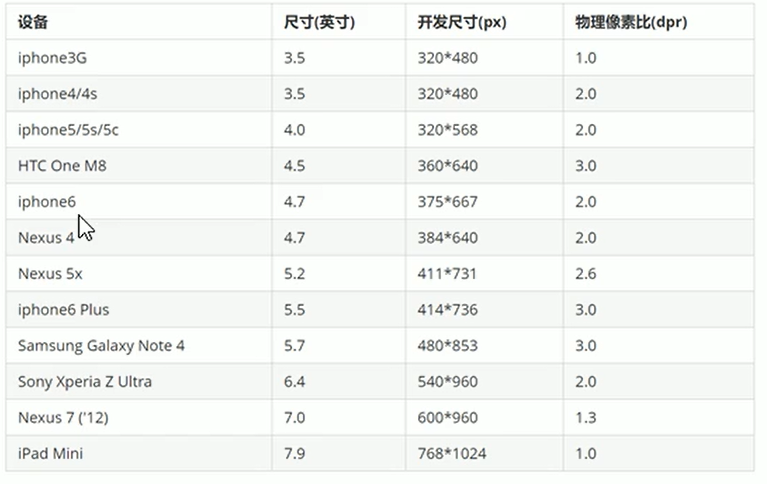 设备 尺寸(英寸) 开发尺寸(px) 物理像素比(dpr)
iphone3G 3.5 320*480 1.0
iphone4/4s 3.5 320*480 2.0
iphone5/5s/5c 4.0 320*568 2.0
HTC One M8 4.5 360*640 3.0
iphone6 4.7 375*667 2.0
Nexus 4 4.7 384*640 2.0
Nexus 5x 5.2 411*731 2.6
iphone6 Plus 5.5 414*736 3.0
Samsung Galaxy Note 4 5.7 480*853 3.0
Sony Xperia Z Ultra 6.4 540*960 2.0
Nexus 7 ('12) 7.0 600*960 1.3
iPad Mini 7.9 768*1024 1.0